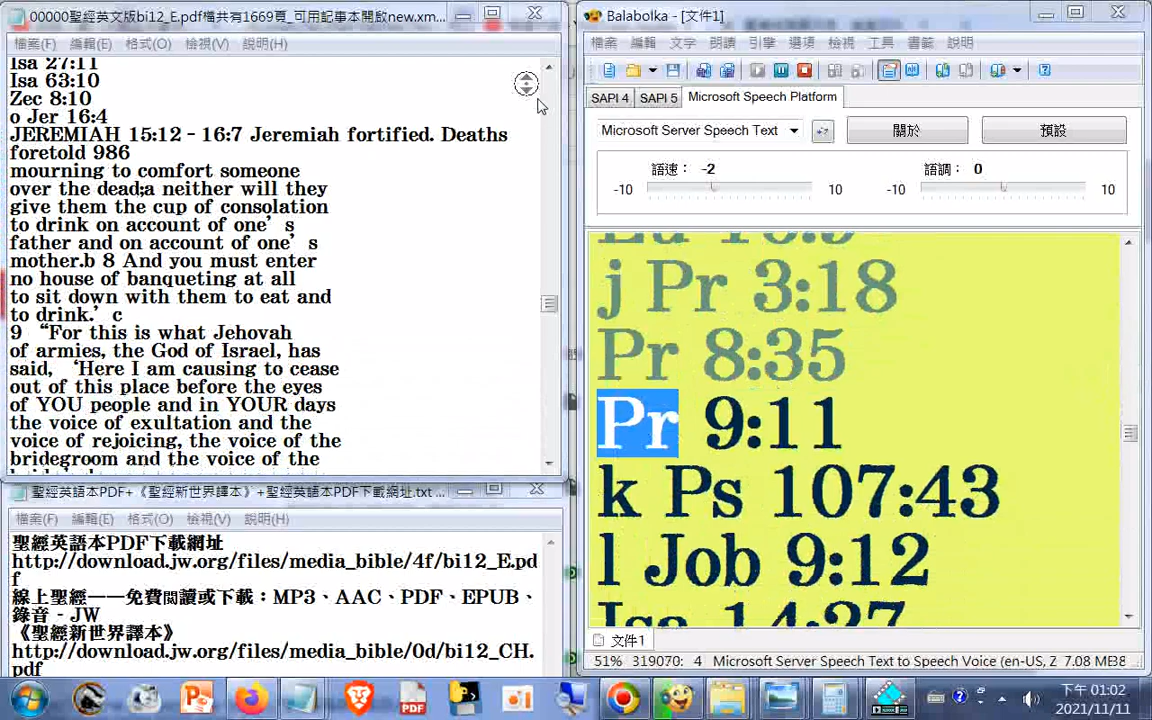 00000聖經英文版bi12_E.pdf檔共有1669頁_可用記事本開啟new.xm...
檔案(F) 編輯(E) 格式(O) 檢視(V) 說明(H)
Isa 27:11
Isa 63:10
Zec 8:10
o Jer 16:4
JEREMIAH 15:12 - 16:7 Jeremiah fortified. Deaths
foretold 986
mourning to comfort someone
over the dead;a neither will they
give them the cup of consolation
to drink on account of one’s
father and on account of one’s
mother.b 8 And you must enter
no house of banqueting at all
to sit down with them to eat and
to drink.’c
9 “For this is what Jehovah
of armies, the God of Israel, has
said, ‘Here I am causing to cease
out of this place before the eyes
of YOU people and in YOUR days
the voice of exultation and the
voice of rejoicing, the voice of the
bridegroom and the voice of the
聖經英語本PDF+《聖經新世界譯本》+聖經英語本PDF下載網址.txt ...
檔案(F) 編輯(E) 格式(O) 檢視(V) 說明(H)
聖經英語本PDF下載網址
http://download.jw.org/files/media_bible/4f/bi12_E.pd
f
線上聖經——免費閱讀或下載：MP3、AAC、PDF、EPUB、
錄音 - JW
《聖經新世界譯本》
http://download.jw.org/files/media_bible/0d/bi12_CH.
pdf
Balabolka - [文件1]
檔案 編輯 文字 朗讀 引擎 選項 檢視 工具 書籤 說明
SAPI 4 SAPI 5 Microsoft Speech Platform
Microsoft Server Speech Text 關於 預設
語速： -2 語調： 0
-10 10 -10 10
Eu 10:9
j Pr 3:18
Pr 8:35
Pr 9:11
k Ps 107:43
l Job 9:12
Isa 14:27
文件1
51% 319070: 4 Microsoft Server Speech Text to Speech Voice (en-US, Z 7.08 MB
下午 01:02
2021/11/11